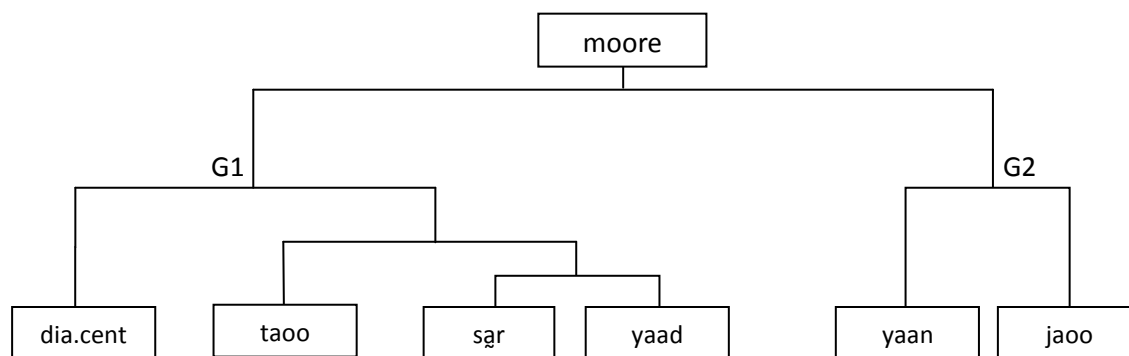 moore
G1
G2
dia.cent
taoo
sa̰r
yaad
yaan
jaoo